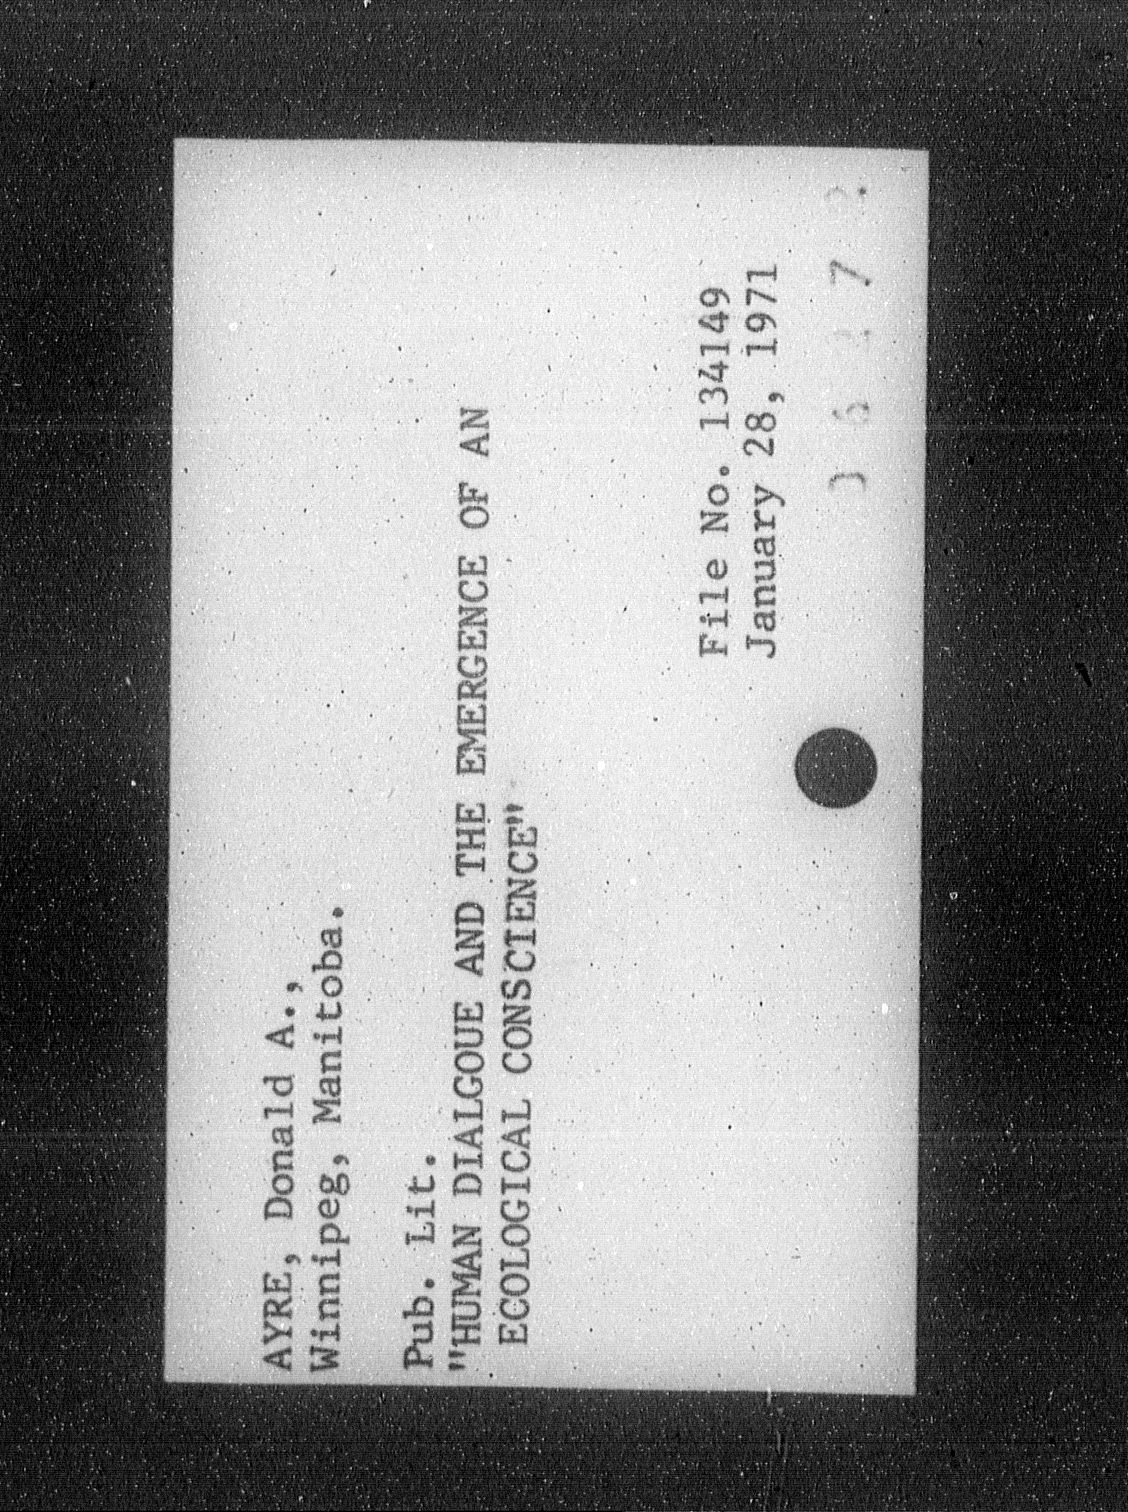 AYRE, Donald A.,
Winnipeg, Manitoba.
Pub. Lit.
"HUMAN DIALGOUE AND THE EMERGENCE OF AN
ECOLOGICAL CONSCIENCE"
File No. 134149
January 28, 1971